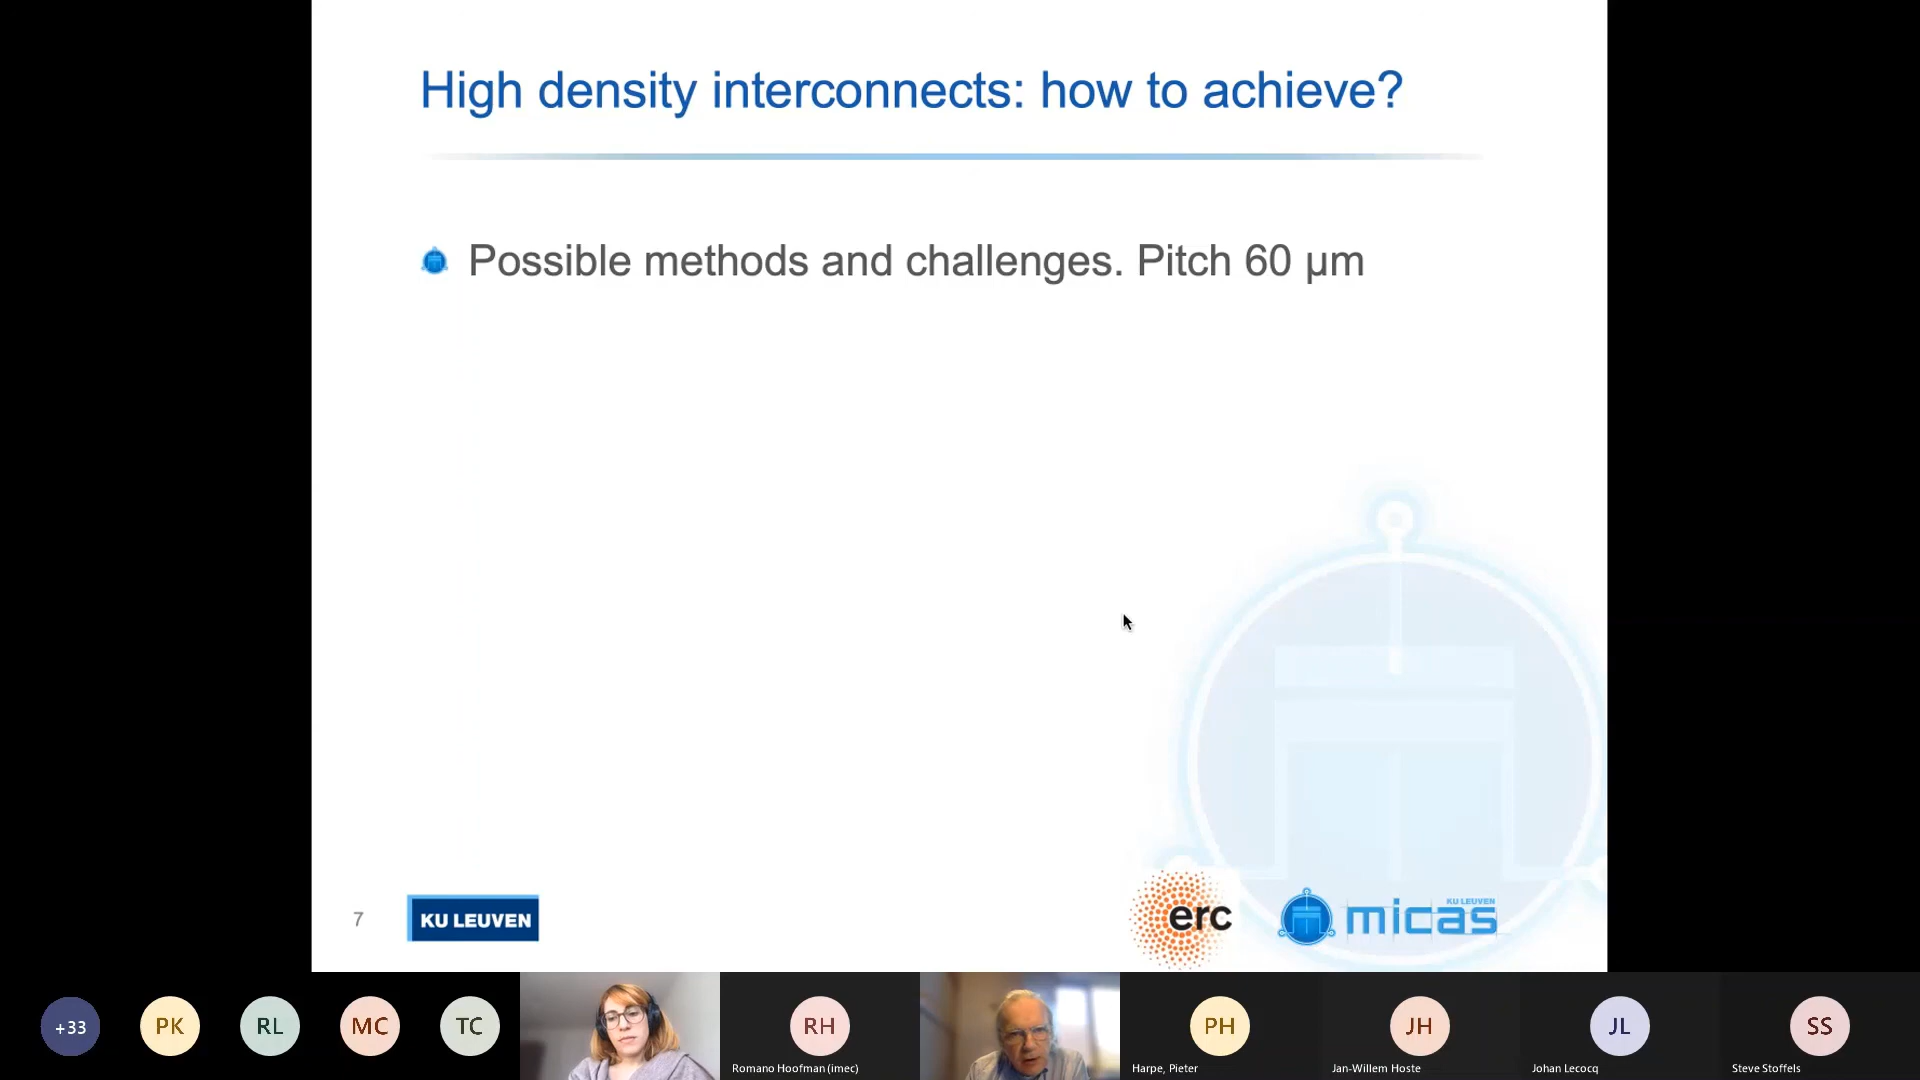 High density interconnects: how to achieve?
Possible methods and challenges. Pitch 60 µm
7
KU LEUVEN
erc
KU LEUVEN
micas
+33
PK
RL
MC
TC
RH
Romano Hoofman (imec)
PH
Harpe, Pieter
JH
Jan-Willem Hoste
JL
Johan Lecocq
SS
Steve Stoffels